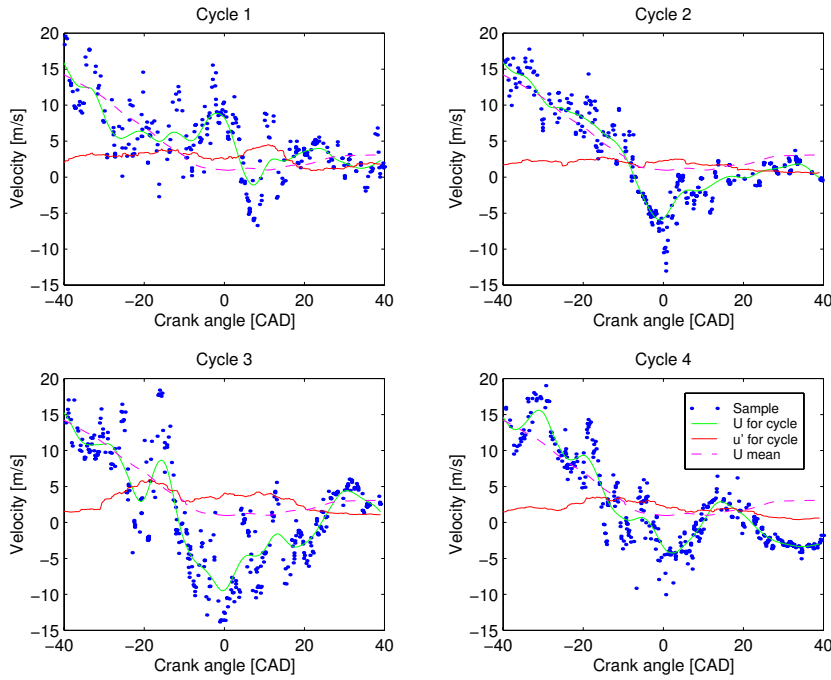 Cycle 1
20
15
10
5
0
−5
−10
−15
Velocity [m/s]
−40 −20 0 20 40
Crank angle [CAD]
Cycle 2
20
15
10
5
0
−5
−10
−15
Velocity [m/s]
−40 −20 0 20 40
Crank angle [CAD]
Cycle 3
20
15
10
5
0
−5
−10
−15
Velocity [m/s]
−40 −20 0 20 40
Crank angle [CAD]
Cycle 4
20
15
10
5
0
−5
−10
−15
Velocity [m/s]
Sample
U for cycle
u' for cycle
U mean
−40 −20 0 20 40
Crank angle [CAD]